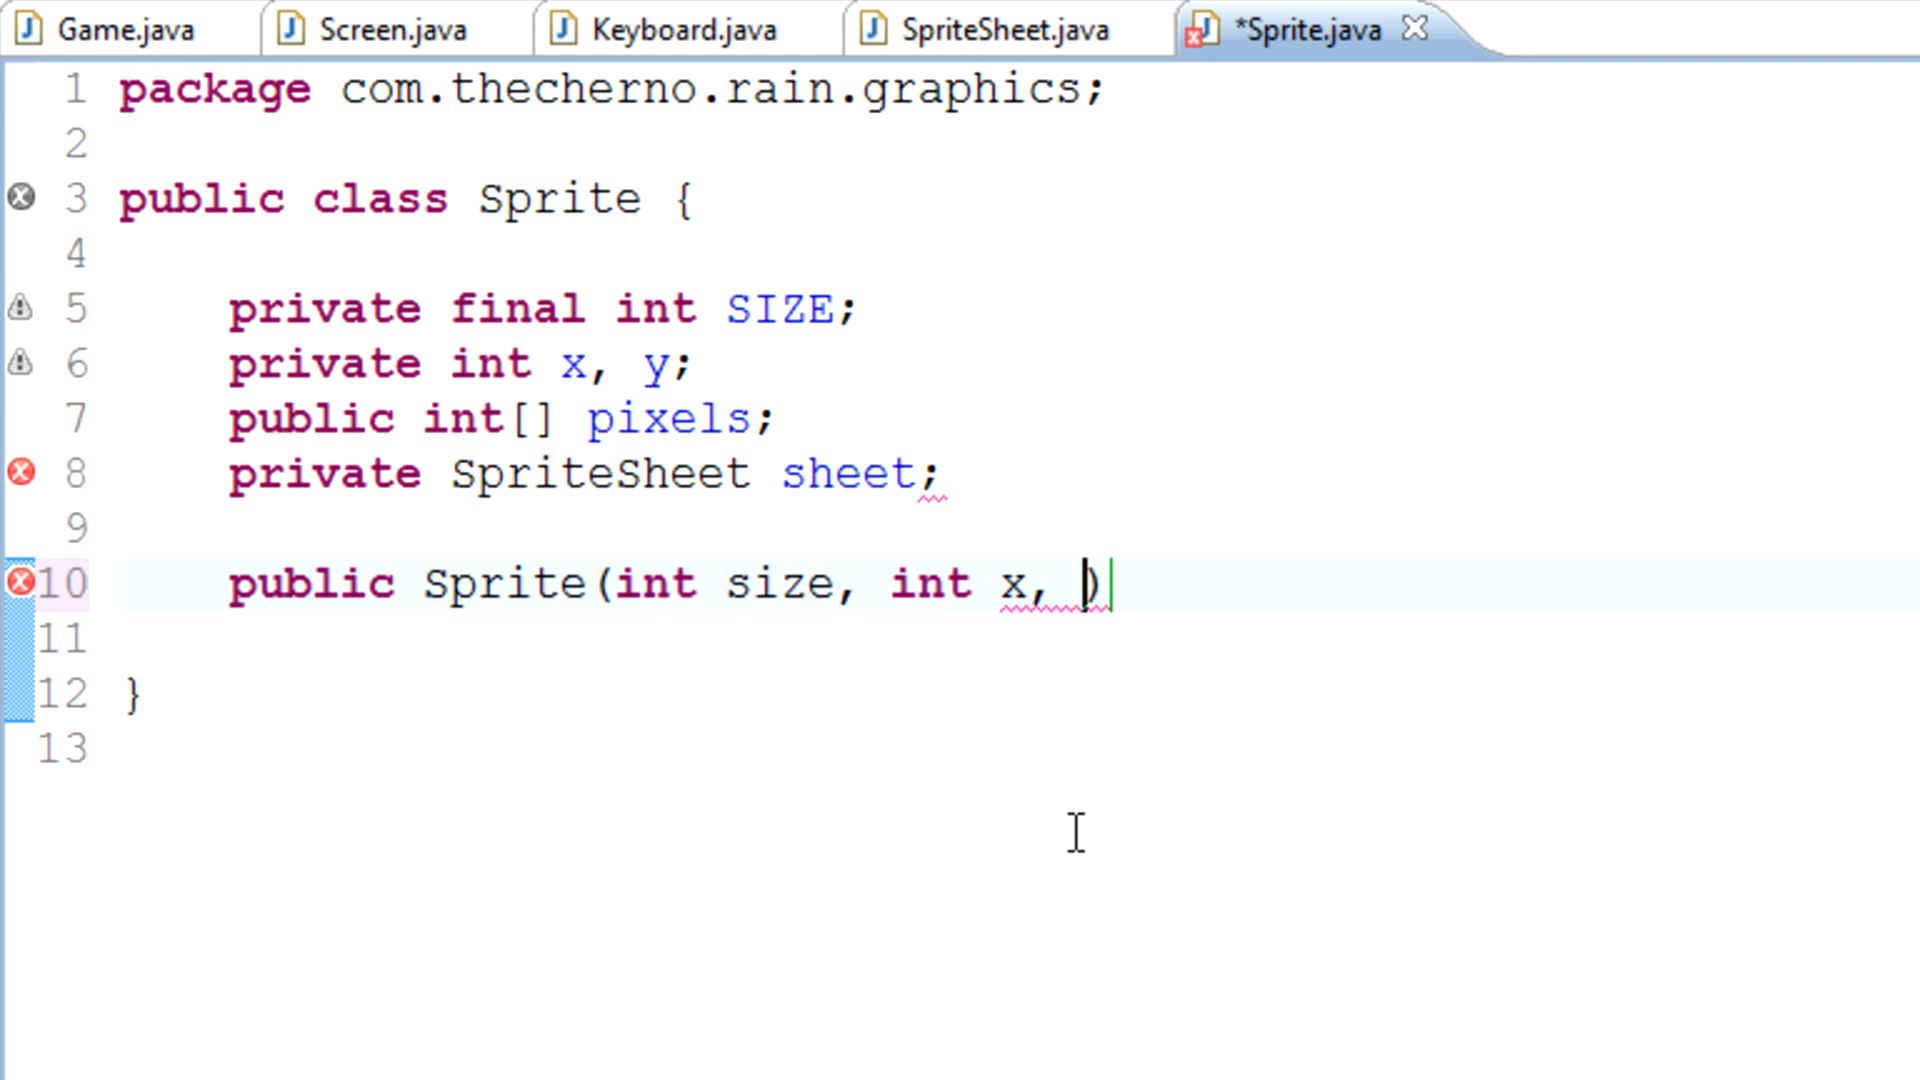 Game.java Screen.java Keyboard.java SpriteSheet.java *Sprite.java
1 package com.thecherno.rain.graphics;
2
3 public class Sprite {
4
5 private final int SIZE;
6 private int x, y;
7 public int[] pixels;
8 private SpriteSheet sheet;
9
10 public Sprite(int size, int x, )
11
12 }
13